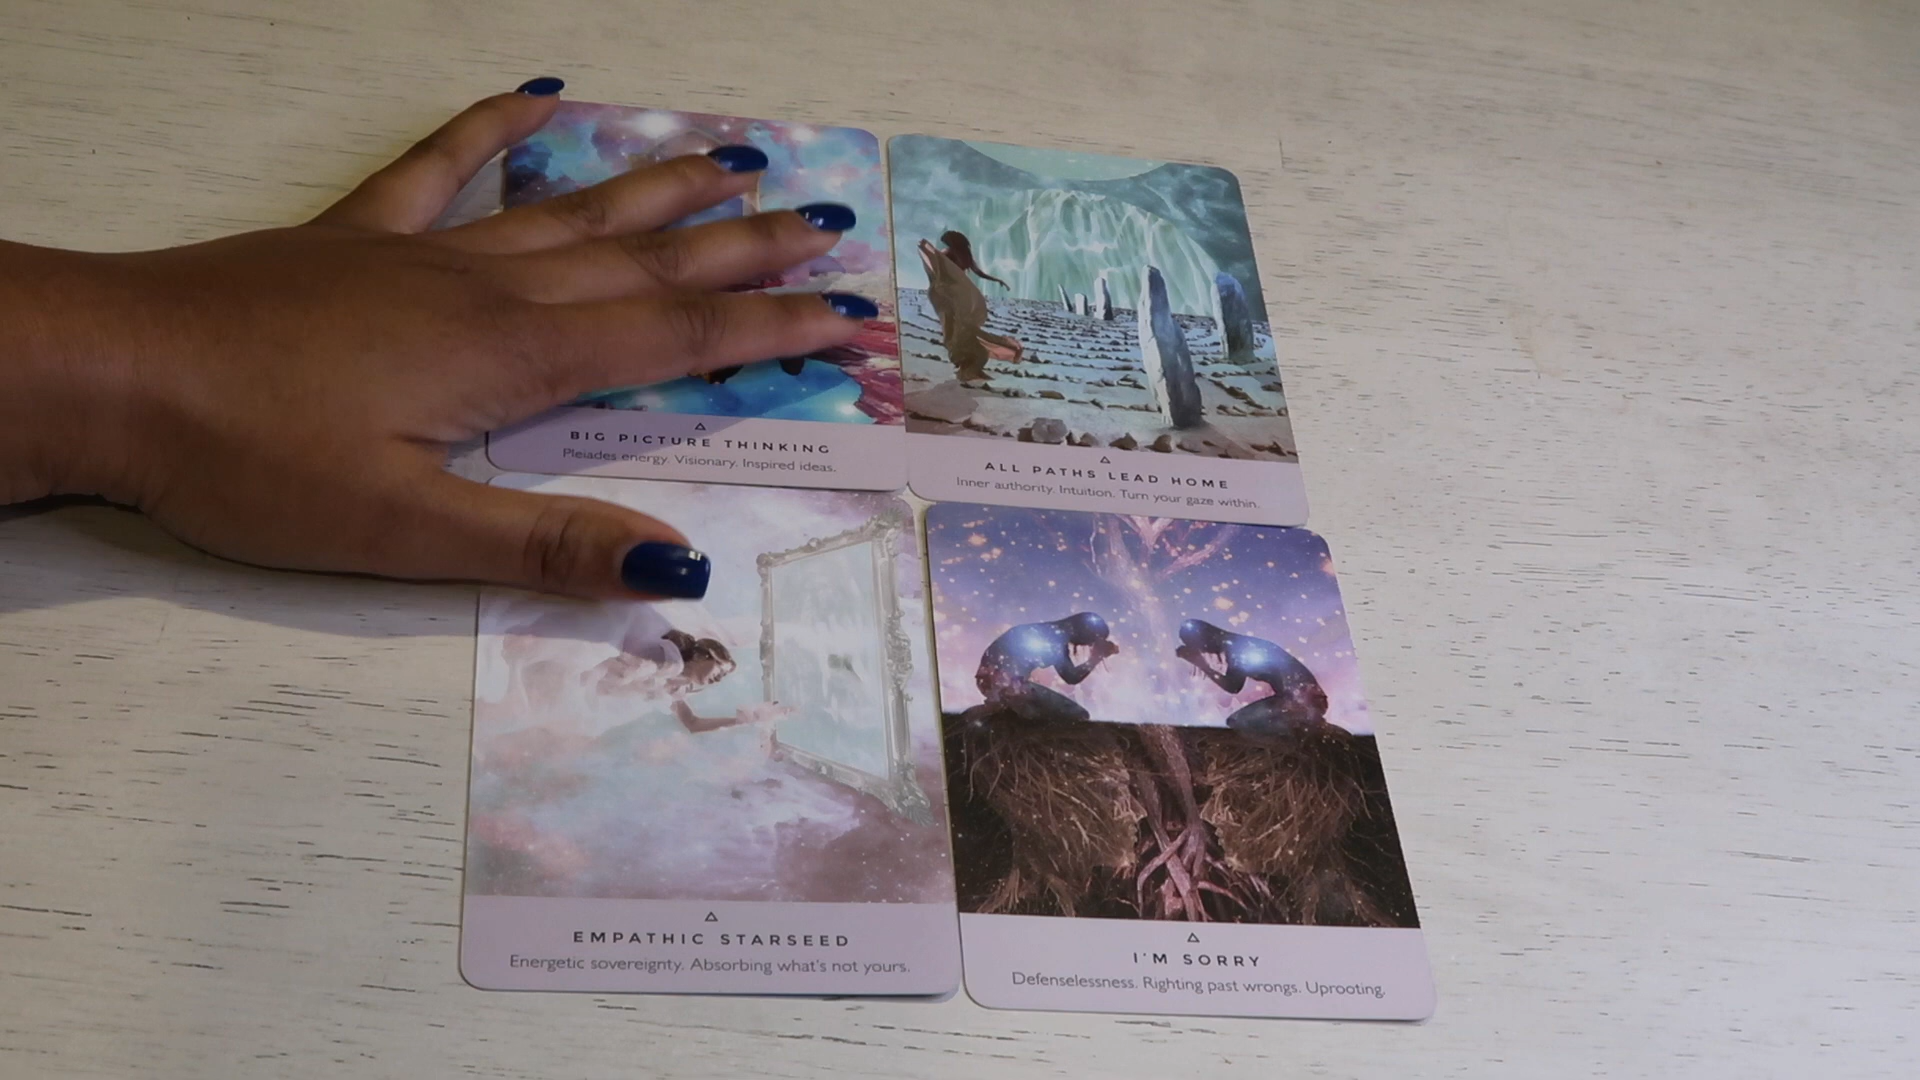 BIG PICTURE THINKING
Pleiades energy. Visionary. Inspired ideas.
ALL PATHS LEAD HOME
Inner authority. Intuition. Turn your gaze within.
EMPATHIC STARSEED
Energetic sovereignty. Absorbing what's not yours.
I'M SORRY
Defenselessness. Righting past wrongs. Uprooting.